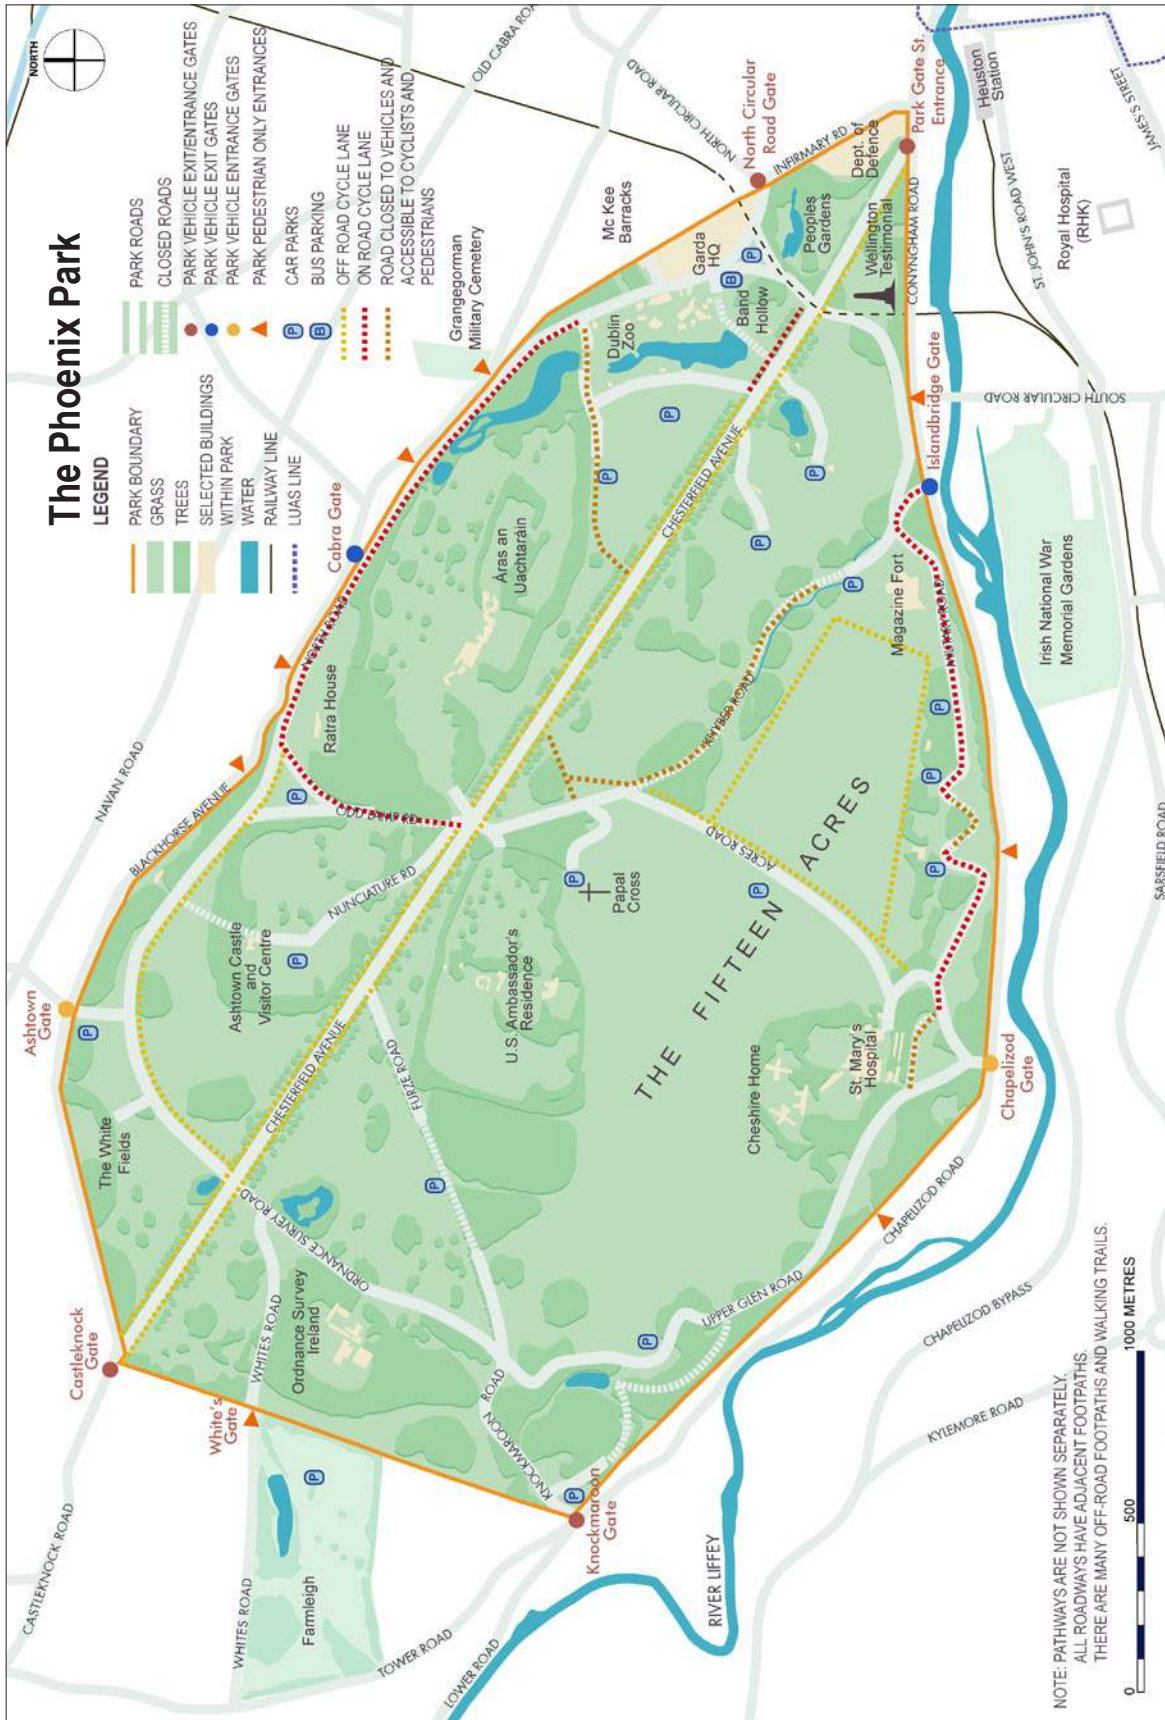 The Phoenix Park
LEGEND
PARK BOUNDARY
GRASS
TREES
SELECTED BUILDINGS
WITHIN PARK
WATER
RAILWAY LINE
LUAS LINE
PARK ROADS
CLOSED ROADS
PARK VEHICLE EXIT/ENTRANCE GATES
PARK VEHICLE EXIT GATES
PARK VEHICLE ENTRANCE GATES
PARK PEDESTRIAN ONLY ENTRANCES
P
CAR PARKS
B
BUS PARKING
OFF ROAD CYCLE LANE
ON ROAD CYCLE LANE
ROAD CLOSED TO VEHICLES AND
ACCESSIBLE TO CYCLISTS AND
PEDESTRIANS
NORTH
CASTLEKNOCK ROAD
Castleknock
Gate
Ashtown
Gate
P
NAVAN ROAD
BLACKHORSE AVENUE
The White
Fields
Cabra Gate
OLD CABRA ROAD
NORTH CIRCULAR ROAD
NORTH CIRCULAR ROAD
North Circular
Road Gate
INFIRMARY RD
Grangegorman
Military Cemetery
Mc Kee
Barracks
Garda
HQ
P
B
Peoples
Gardens
Dept. of
Defence
Park Gate St.
Entrance
Heuston
Station
JAMES'S STREET
ST. JOHN'S ROAD WEST
Royal Hospital
(RHK)
CONYNGHAM ROAD
Wellington
Testimonial
Band
Hollow
Dublin
Zoo
P
P
P
P
NORTH ROAD
Ratra House
Áras an
Uachtaráin
ODD LAMP RD
P
NUNCIATURE RD
Ashtown Castle
and
Visitor Centre
P
CHESTERFIELD AVENUE
CHESTERFIELD AVENUE
WHITES ROAD
WHITES ROAD
White's
Gate
ORDNANCE SURVEY ROAD
Ordnance Survey
Ireland
FURZE ROAD
P
U.S. Ambassador's
Residence
Papal
Cross
P
P
ACRES ROAD
KHYBER ROAD
P
Magazine Fort
MILITARY ROAD
P
P
P
Islandbridge Gate
SOUTH CIRCULAR ROAD
Irish National War
Memorial Gardens
SARSFIELD ROAD
THE FIFTEEN ACRES
Cheshire Home
St. Mary's
Hospital
Chapelizod
Gate
CHAPELIZOD ROAD
UPPER GLEN ROAD
P
KNOCKMAROON ROAD
P
Knockmaroon
Gate
Farmleigh
P
TOWER ROAD
LOWER ROAD
RIVER LIFFEY
CHAPELIZOD BYPASS
KYLEMORE ROAD
NOTE: PATHWAYS ARE NOT SHOWN SEPARATELY.
ALL ROADWAYS HAVE ADJACENT FOOTPATHS.
THERE ARE MANY OFF-ROAD FOOTPATHS AND WALKING TRAILS.
0 500 1000 METRES